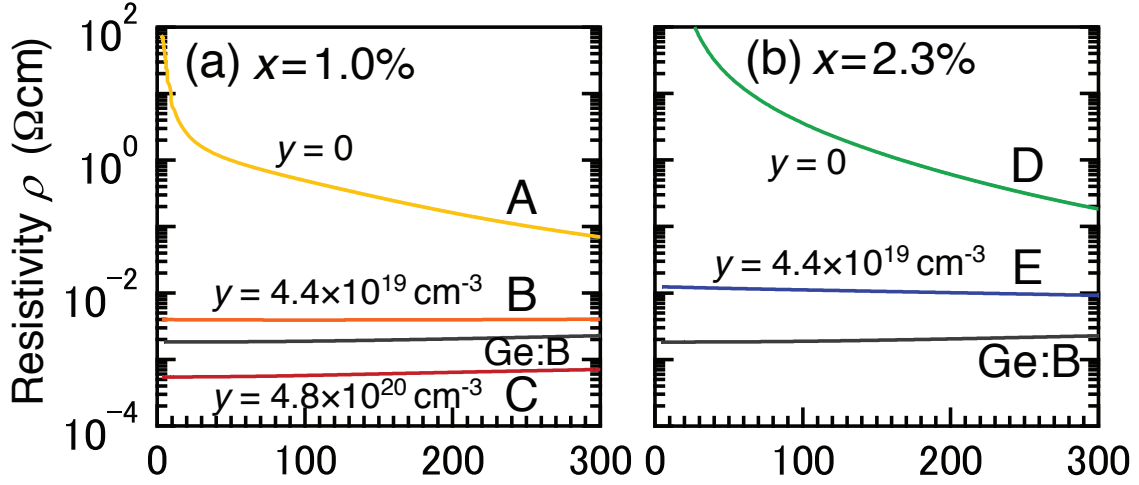 Resistivity ρ (Ωcm)
10²
10⁰
10⁻²
10⁻⁴
(a) x=1.0%
y = 0
A
y = 4.4×10¹⁹ cm⁻³
B
Ge:B
y = 4.8×10²⁰ cm⁻³
C
0 100 200 300
(b) x=2.3%
y = 0
D
y = 4.4×10¹⁹ cm⁻³
E
Ge:B
0 100 200 300